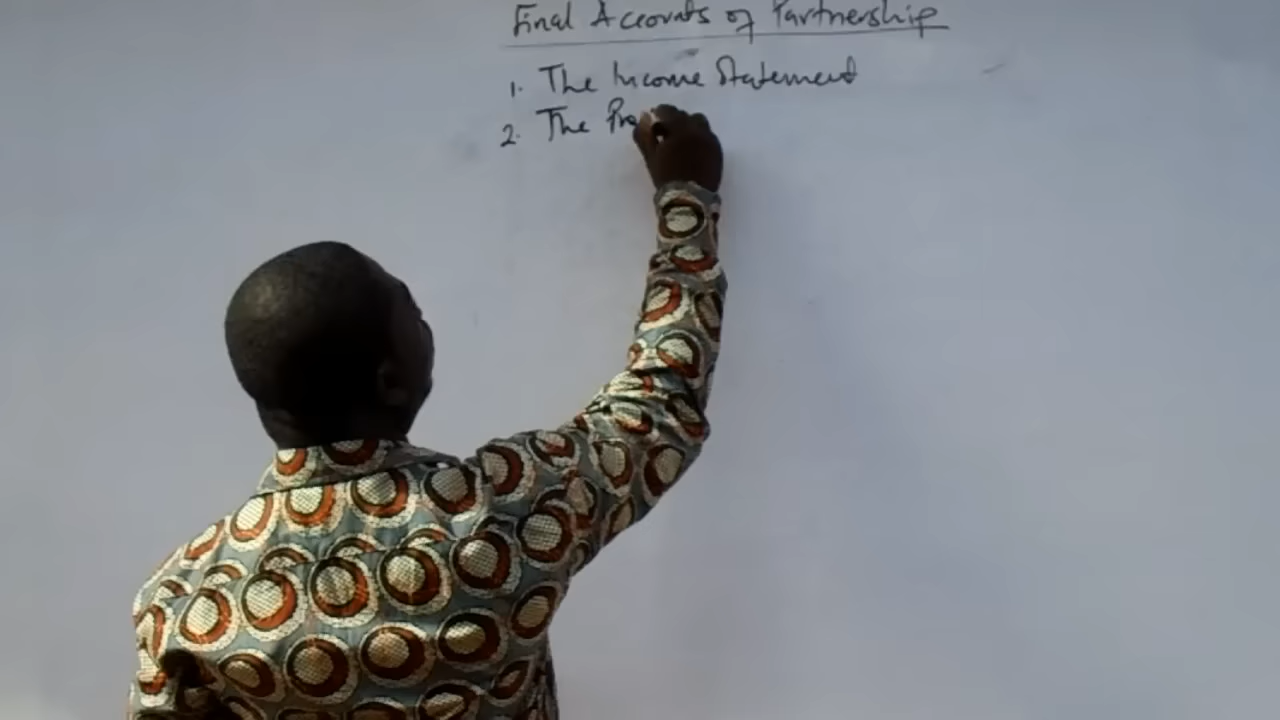 Final Accounts of Partnership
1. The Income Statement
2. The Pro